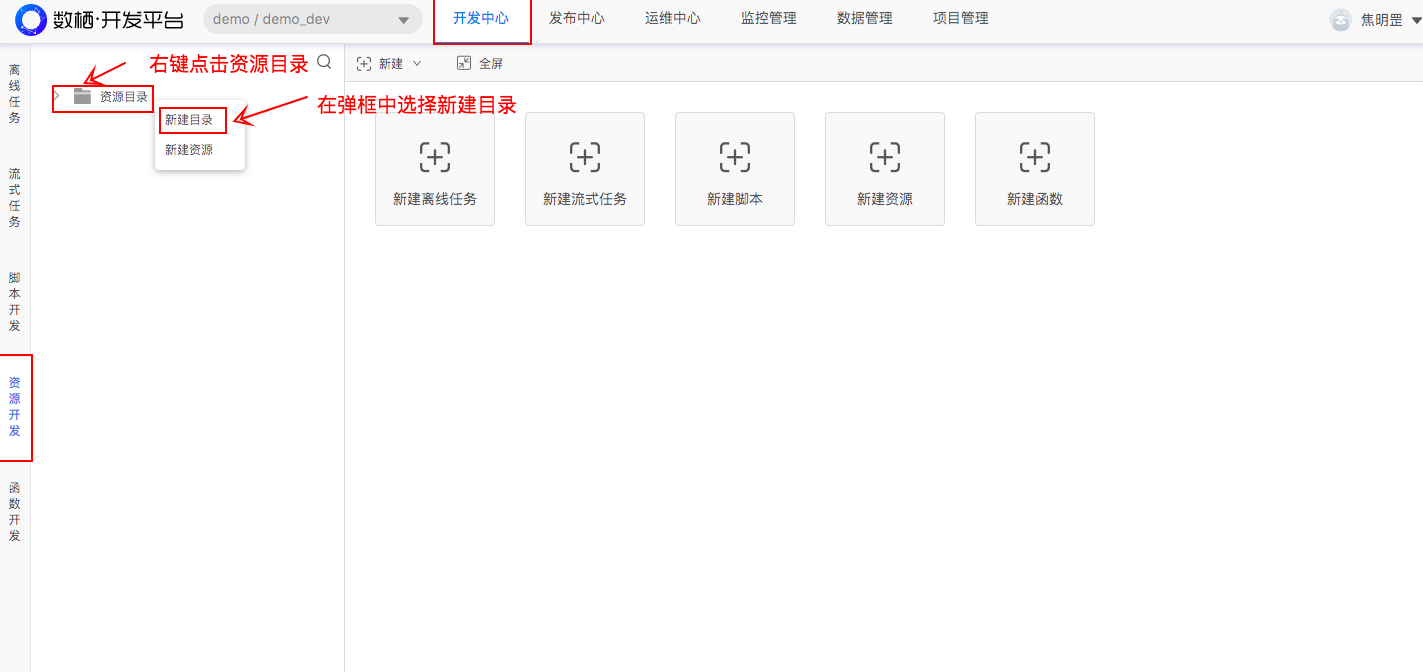 数栖·开发平台
demo / demo_dev
开发中心
发布中心
运维中心
监控管理
数据管理
项目管理
焦明罡
离线任务
流式任务
脚本开发
资源开发
函数开发
右键点击资源目录
资源目录
在弹框中选择新建目录
新建目录
新建资源
新建
全屏
新建离线任务
新建流式任务
新建脚本
新建资源
新建函数